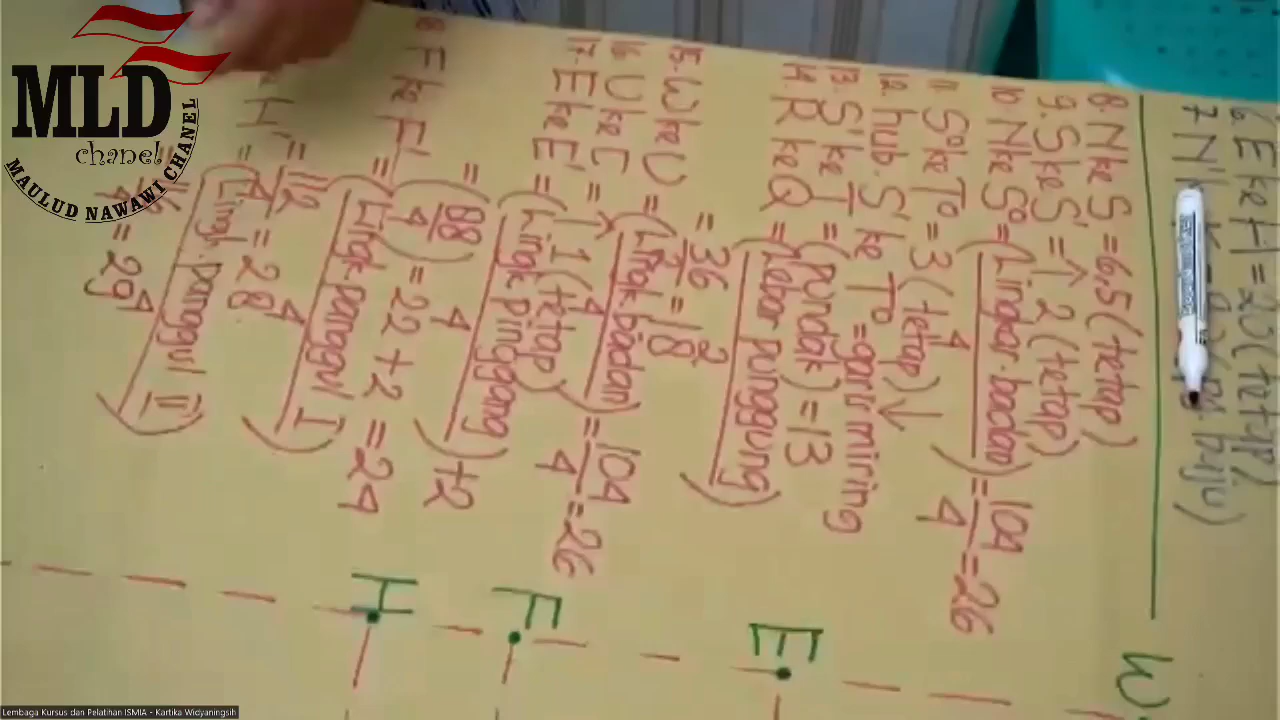 MLD
chanel
MAULUD NAWAWI CHANEL
6 E ke H = 20 (tetap)
8. N ke S = 6,5 (tetap)
9. S ke S' = ↑ 2 (tetap)
10. N ke S° = (Lingkar badan) = 104 = 26
4 4
11. S° ke T° = 3 (tetap) ↓
12. hub. S' ke T° = garis miring
13. S' ke T = (pundak) = 13
14. R ke Q = (Lebar punggung)
2
= 36 = 18
2
15. W ke U = (Lingk. badan) = 104 = 26
4 4
16. U ke C = ↑ 1 (tetap)
17. E ke E' = (Lingk pinggang) + 2
4
= (88) = 22 + 2 = 24
4
F ke F' = (Lingk. panggul I)
4
= 112 = 28
4
H' = (Lingk. panggul II)
4
= 116 = 29
4
W
E
F
H
Lembaga Kursus dan Pelatihan ISMIA - Kartika Widyaningsih